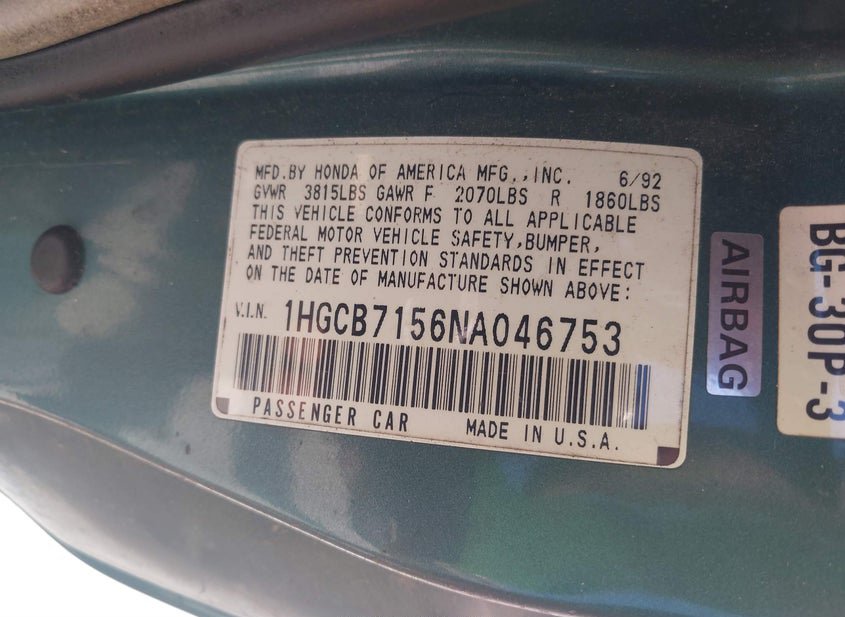 MFD.BY HONDA OF AMERICA MFG.,INC. 6/92
GVWR 3815LBS GAWR F 2070LBS R 1860LBS
THIS VEHICLE CONFORMS TO ALL APPLICABLE
FEDERAL MOTOR VEHICLE SAFETY,BUMPER,
AND THEFT PREVENTION STANDARDS IN EFFECT
ON THE DATE OF MANUFACTURE SHOWN ABOVE:
V.I.N. 1HGCB7156NA046753
PASSENGER CAR MADE IN U.S.A.
AIRBAG
BG-30P-3